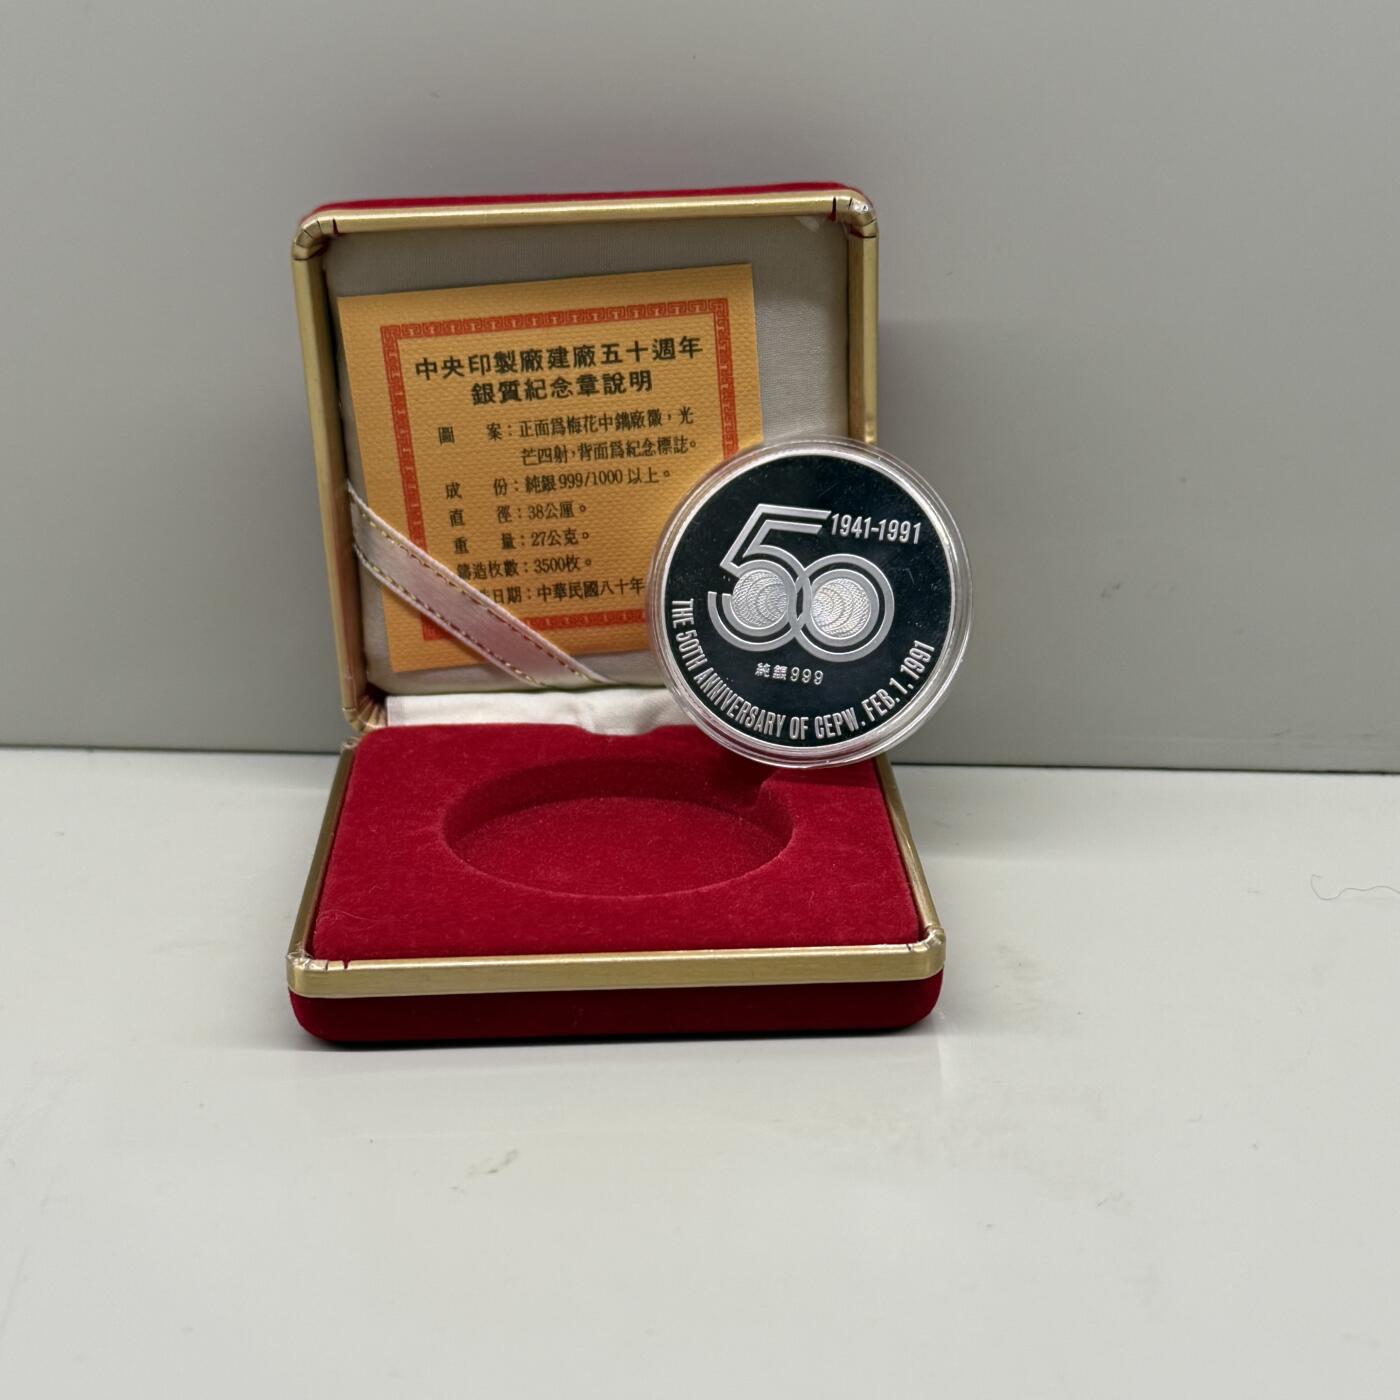 中央印製廠建廠五十週年
銀質紀念章說明
圖 案：正面爲梅花中鐫廠徽，光
芒四射，背面爲紀念標誌。
成 份：純銀999/1000以上。
直 徑：38公厘。
重 量：27公克。
鑄造枚數：3500枚。
日期：中華民國八十年
50
1941-1991
純銀999
THE 50TH ANNIVERSARY OF CEPW. FEB. 1, 1991